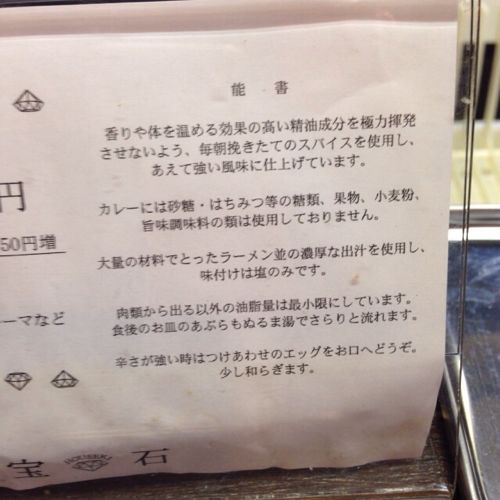 能 書
香りや体を温める効果の高い精油成分を極力揮発
させないよう、毎朝挽きたてのスパイスを使用し、
あえて強い風味に仕上げています。
カレーには砂糖・はちみつ等の糖類、果物、小麦粉、
旨味調味料の類は使用しておりません。
大量の材料でとったラーメン並の濃厚な出汁を使用し、
味付けは塩のみです。
肉類から出る以外の油脂量は最小限にしています。
食後のお皿のあぶらもぬるま湯でさらりと流れます。
辛さが強い時はつけあわせのエッグをお口へどうぞ。
少し和らぎます。
円
50円増
ーマなど
宝 HOUSEKI 石